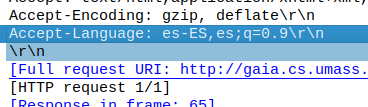 Accept-Encoding: gzip, deflate\r\n
Accept-Language: es-ES,es;q=0.9\r\n
\r\n
[Full request URI: http://gaia.cs.umass.
[HTTP request 1/1]
[Response in frame: 65]